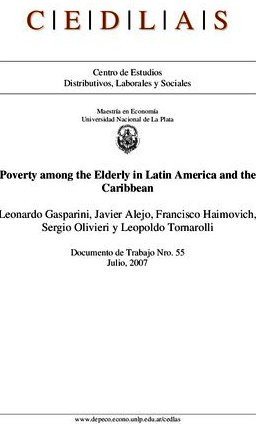 C | E | D | L | A | S
Centro de Estudios
Distributivos, Laborales y Sociales
Maestría en Economía
Universidad Nacional de La Plata
Poverty among the Elderly in Latin America and the
Caribbean
Leonardo Gasparini, Javier Alejo, Francisco Haimovich,
Sergio Olivieri y Leopoldo Tornarolli
Documento de Trabajo Nro. 55
Julio, 2007
www.depeco.econo.unlp.edu.ar/cedlas